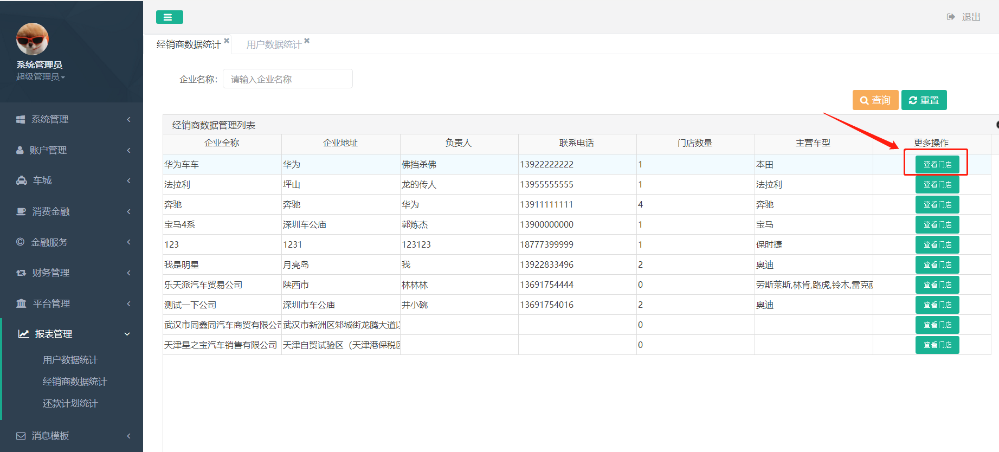 系统管理员
超级管理员
系统管理
账户管理
车城
消费金融
金融服务
财务管理
平台管理
报表管理
用户数据统计
经销商数据统计
还款计划统计
消息模板
退出
经销商数据统计 用户数据统计
企业名称： 请输入企业名称
查询 重置
经销商数据管理列表
企业全称 企业地址 负责人 联系电话 门店数量 主营车型 更多操作
华为车车 华为 佛挡杀佛 13922222222 1 本田 查看门店
法拉利 坪山 龙的传人 13955555555 1 法拉利 查看门店
奔驰 奔驰 华为 13911111111 4 奔驰 查看门店
宝马4系 深圳车公庙 郭炼杰 13900000000 1 宝马 查看门店
123 1231 123123 18777399999 1 保时捷 查看门店
我是明星 月亮岛 我 13922833496 2 奥迪 查看门店
乐天派汽车贸易公司 陕西市 林林林 13691754444 0 劳斯莱斯,林肯,路虎,铃木,雷克萨 查看门店
测试一下公司 深圳市车公庙 井小碗 13691754016 2 奥迪 查看门店
武汉市同鑫同汽车商贸有限公司 武汉市新洲区邾城街龙腾大道以 0 查看门店
天津星之宝汽车销售有限公司 天津自贸试验区（天津港保税区 0 查看门店